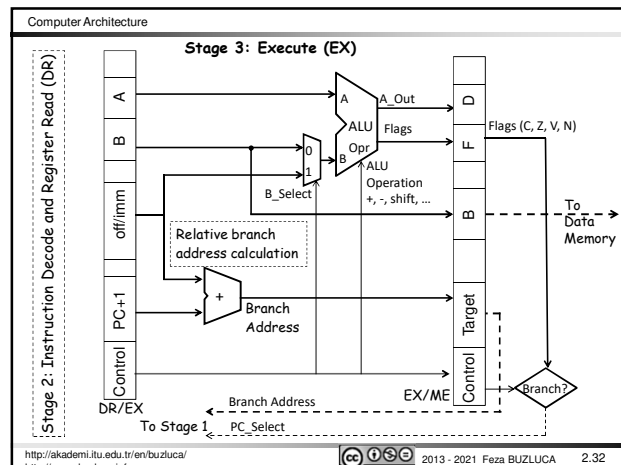 Computer Architecture
Stage 3: Execute (EX)
Stage 2: Instruction Decode and Register Read (DR)
A
B
off/imm
PC+1
Control
DR/EX
A
ALU
Opr
B
0
1
B_Select
A_Out
Flags
ALU
Operation
+, -, shift, ...
Relative branch
address calculation
+
Branch
Address
D
F
B
Target
Control
EX/ME
Flags (C, Z, V, N)
To
Data
Memory
Branch?
Branch Address
To Stage 1
PC_Select
http://akademi.itu.edu.tr/en/buzluca/
cc
2013 - 2021 Feza BUZLUCA
2.32